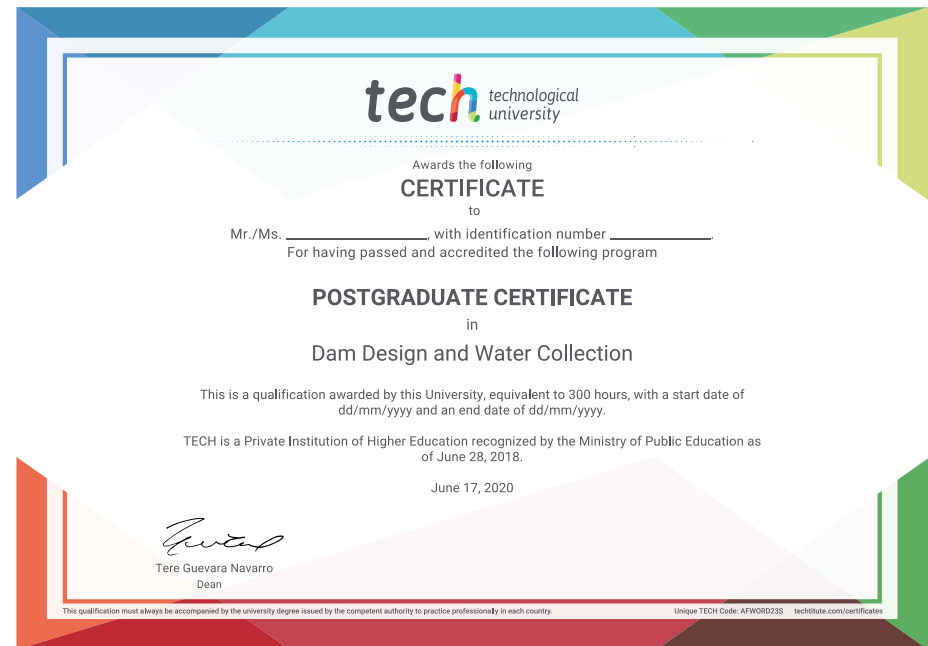 tech technological
university
Awards the following
CERTIFICATE
to
Mr./Ms. ____________________, with identification number ______________.
For having passed and accredited the following program
POSTGRADUATE CERTIFICATE
in
Dam Design and Water Collection
This is a qualification awarded by this University, equivalent to 300 hours, with a start date of
dd/mm/yyyy and an end date of dd/mm/yyyy.
TECH is a Private Institution of Higher Education recognized by the Ministry of Public Education as
of June 28, 2018.
June 17, 2020
Tere Guevara Navarro
Dean
This qualification must always be accompanied by the university degree issued by the competent authority to practice professionally in each country.
Unique TECH Code: AFWORD23S techtitute.com/certificates